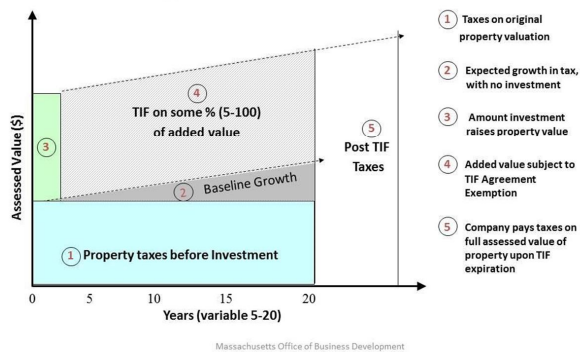 Assessed Value ($)
3
4
TIF on some % (5-100)
of added value
2
Baseline Growth
1 Property taxes before Investment
5
Post TIF
Taxes
0 5 10 15 20
Years (variable 5-20)
1 Taxes on original
property valuation
2 Expected growth in tax,
with no investment
3 Amount investment
raises property value
4 Added value subject to
TIF Agreement
Exemption
5 Company pays taxes on
full assessed value of
property upon TIF
expiration
Massachusetts Office of Business Development